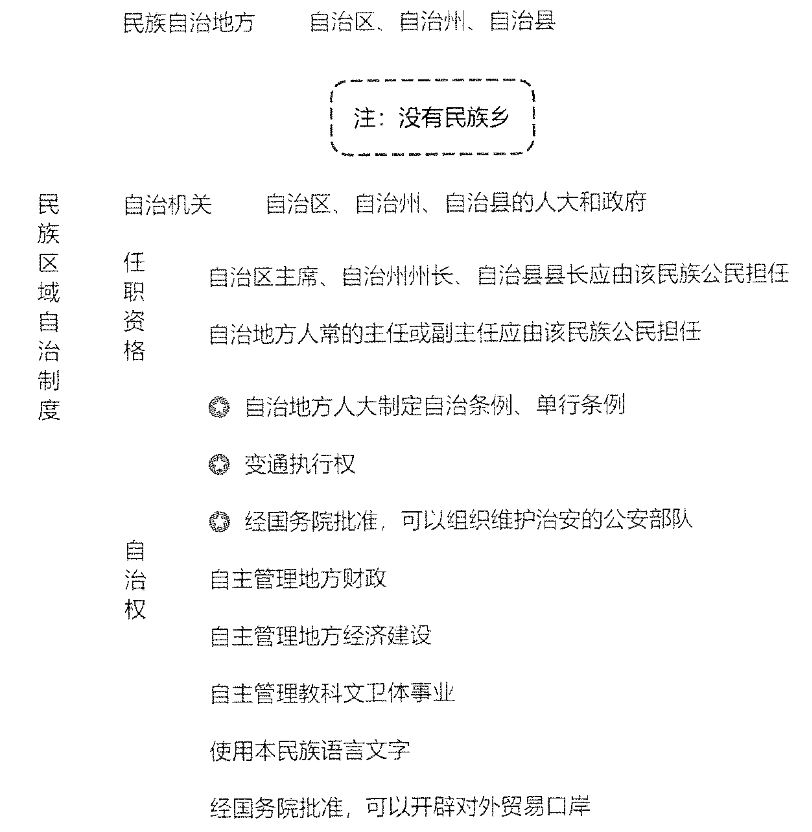 民族自治地方 自治区、自治州、自治县
注：没有民族乡
民族区域自治制度
自治机关 自治区、自治州、自治县的人大和政府
任职资格
自治区主席、自治州州长、自治县县长应由该民族公民担任
自治地方人常的主任或副主任应由该民族公民担任
自治权
自治地方人大制定自治条例、单行条例
变通执行权
经国务院批准，可以组织维护治安的公安部队
自主管理地方财政
自主管理地方经济建设
自主管理教科文卫体事业
使用本民族语言文字
经国务院批准，可以开辟对外贸易口岸